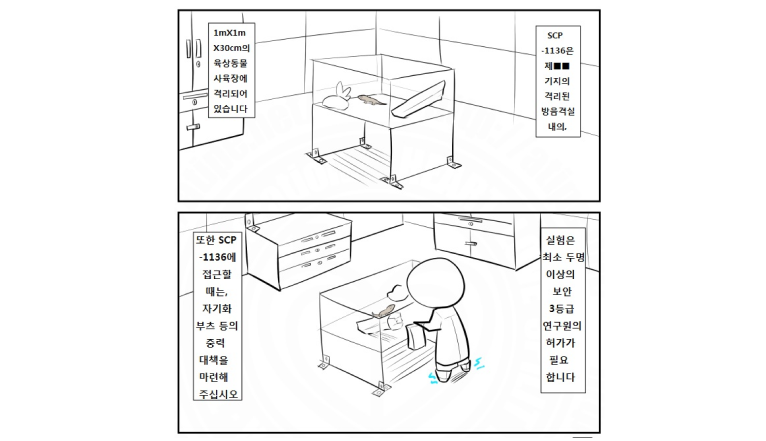 SCP
-1136은
제■■
기지의
격리된
방음격실
내의.
1mX1m
X30cm의
육상동물
사육장에
격리되어
있습니다
실험은
최소 두명
이상의
보안
3등급
연구원의
허가가
필요
합니다
또한 SCP
-1136에
접근할
때는,
자기화
부츠 등의
중력
대책을
마련해
주십시오